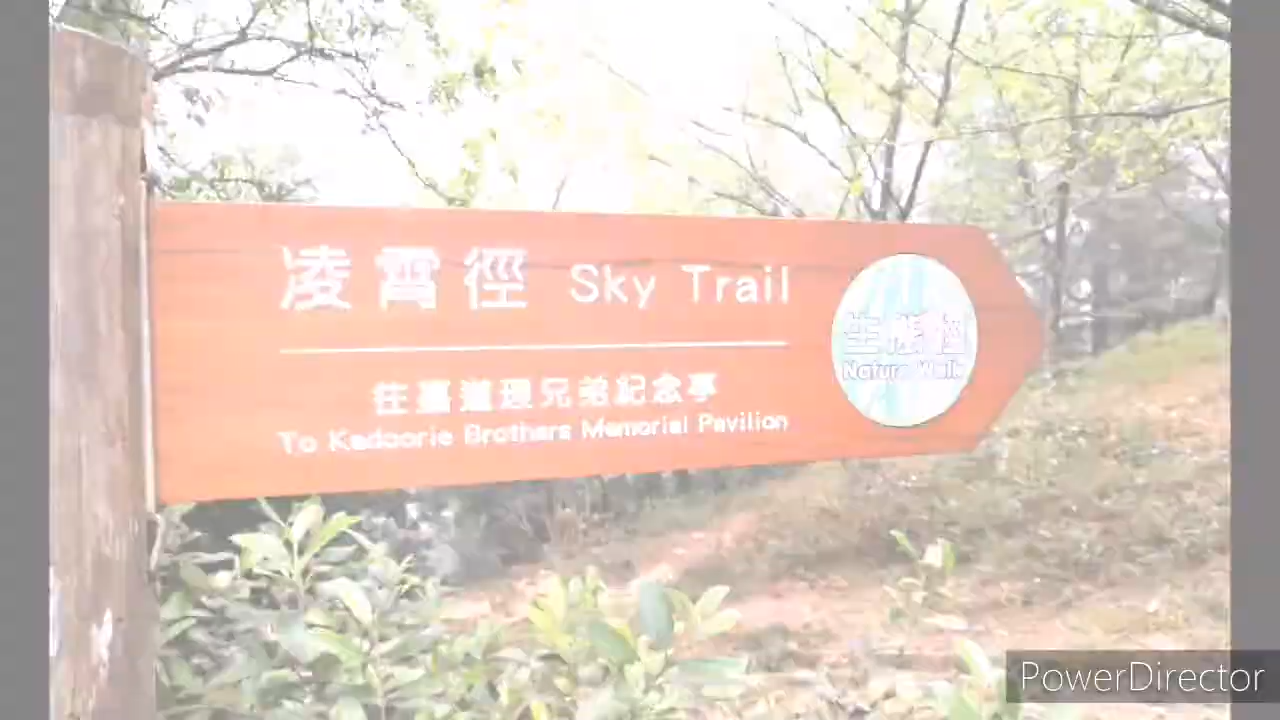 凌霄徑 Sky Trail
往嘉道理兄弟紀念亭
To Kadoorie Brothers Memorial Pavilion
生態徑
Nature Walk
PowerDirector